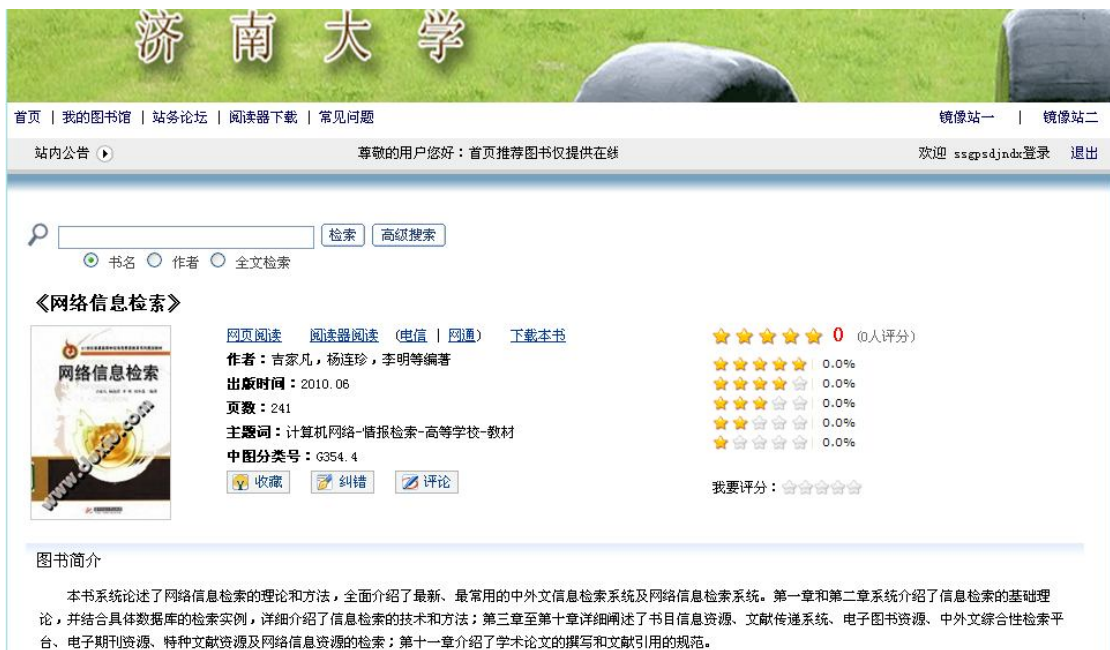 济南大学
首页 | 我的图书馆 | 站务论坛 | 阅读器下载 | 常见问题 镜像站一 | 镜像站二
站内公告 尊敬的用户您好：首页推荐图书仅提供在线 欢迎 ssgpsdjndx登录 退出
检索 高级搜索
书名 作者 全文检索
《网络信息检索》
网页阅读 阅读器阅读 (电信 | 网通) 下载本书 0 (0人评分)
作者：吉家凡，杨连珍，李明等编著 0.0%
出版时间：2010.06 0.0%
页数：241 0.0%
主题词：计算机网络-情报检索-高等学校-教材 0.0%
中图分类号：G354.4 0.0%
收藏 纠错 评论 我要评分：
网络信息检索
www.docx10.com
图书简介
本书系统论述了网络信息检索的理论和方法，全面介绍了最新、最常用的中外文信息检索系统及网络信息检索系统。第一章和第二章系统介绍了信息检索的基础理
论，并结合具体数据库的检索实例，详细介绍了信息检索的技术和方法；第三章至第十章详细阐述了书目信息资源、文献传递系统、电子图书资源、中外文综合性检索平
台、电子期刊资源、特种文献资源及网络信息资源的检索；第十一章介绍了学术论文的撰写和文献引用的规范。